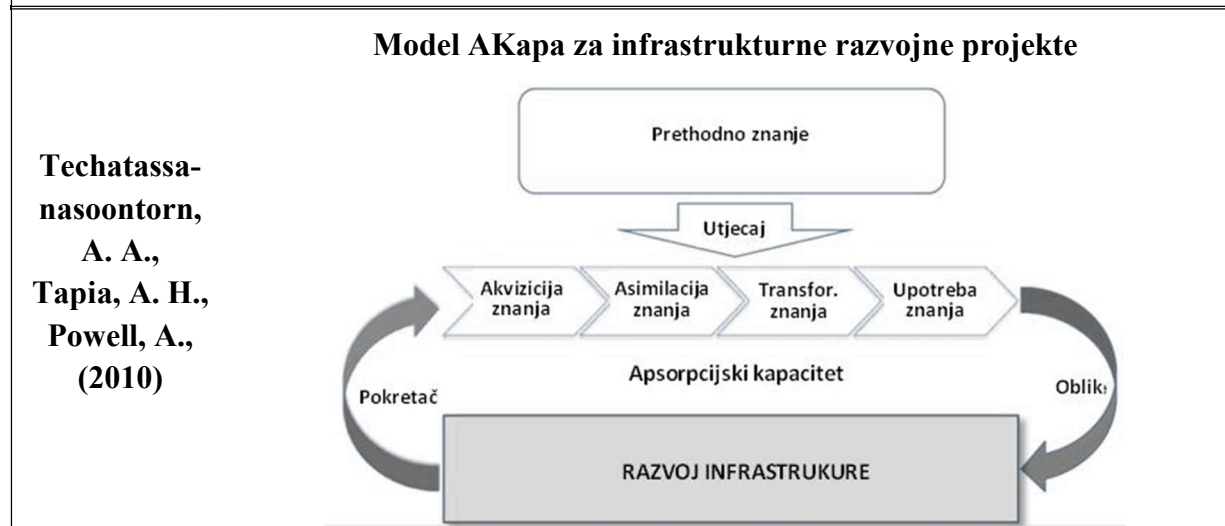 Model AKapa za infrastrukturne razvojne projekte
Techatassa-
nasoontorn,
A. A.,
Tapia, A. H.,
Powell, A.,
(2010)
Prethodno znanje
Utjecaj
Akvizicija
znanja
Asimilacija
znanja
Transfor.
znanja
Upotreba
znanja
Apsorpcijski kapacitet
Pokretač
RAZVOJ INFRASTRUKURE